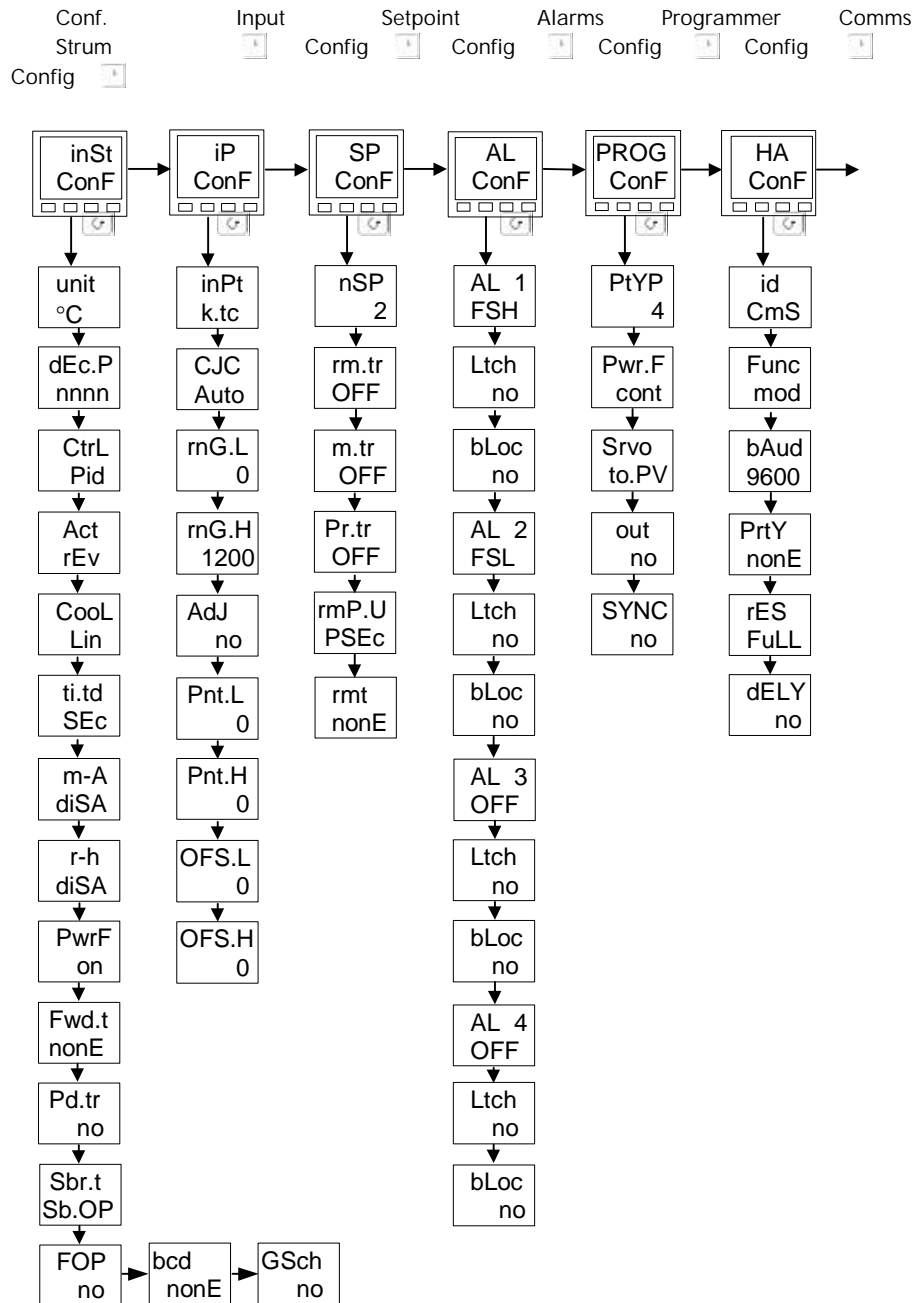 Conf. Input Setpoint Alarms Programmer Comms
Strum Config Config Config Config
Config
inSt
ConF
iP
ConF
SP
ConF
AL
ConF
PROG
ConF
HA
ConF
unit
°C
dEc.P
nnnn
CtrL
Pid
Act
rEv
CooL
Lin
ti.td
SEc
m-A
diSA
r-h
diSA
PwrF
on
Fwd.t
nonE
Pd.tr
no
Sbr.t
Sb.OP
FOP
no
bcd
nonE
GSch
no
inPt
k.tc
CJC
Auto
rnG.L
0
rnG.H
1200
AdJ
no
Pnt.L
0
Pnt.H
0
OFS.L
0
OFS.H
0
nSP
2
rm.tr
OFF
m.tr
OFF
Pr.tr
OFF
rmP.U
PSEc
rmt
nonE
AL 1
FSH
Ltch
no
bLoc
no
AL 2
FSL
Ltch
no
bLoc
no
AL 3
OFF
Ltch
no
bLoc
no
AL 4
OFF
Ltch
no
bLoc
no
PtYP
4
Pwr.F
cont
Srvo
to.PV
out
no
SYNC
no
id
CmS
Func
mod
bAud
9600
PrtY
nonE
rES
FuLL
dELY
no